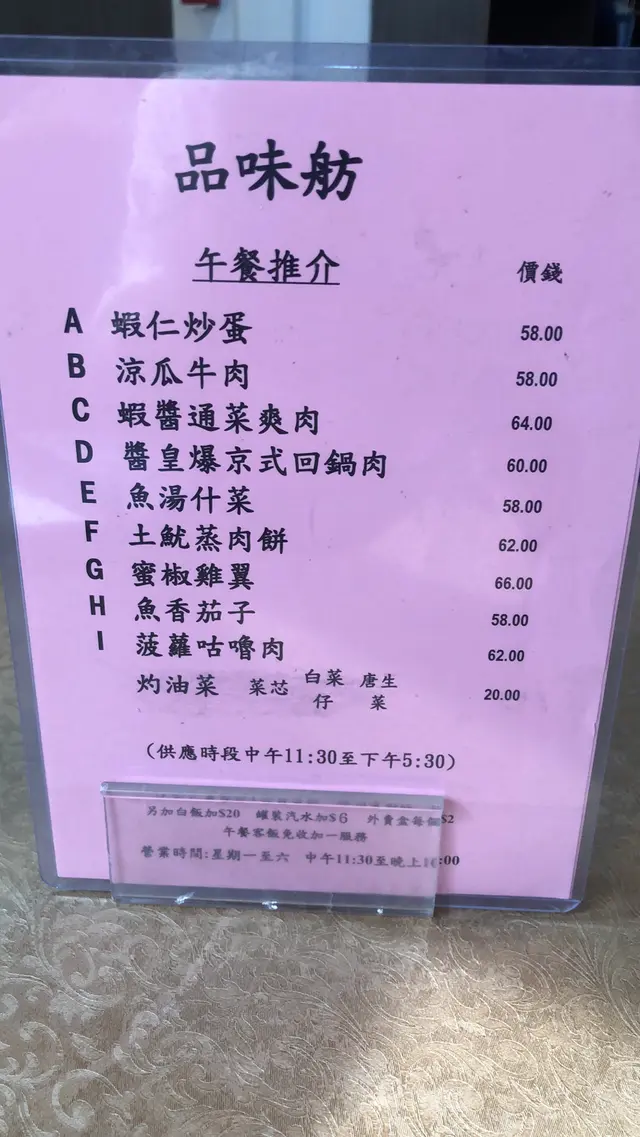 品味舫
午餐推介 價錢
A 蝦仁炒蛋 58.00
B 涼瓜牛肉 58.00
C 蝦醬通菜爽肉 64.00
D 醬皇爆京式回鍋肉 60.00
E 魚湯什菜 58.00
F 土魷蒸肉餅 62.00
G 蜜椒雞翼 66.00
H 魚香茄子 58.00
I 菠蘿咕嚕肉 62.00
灼油菜 菜芯 白菜仔 唐生菜 20.00
(供應時段中午11:30至下午5:30)
另加白飯加$20 罐裝汽水加$6 外賣盒每個$2
午餐客飯免收加一服務
營業時間:星期一至六 中午11:30至晚上